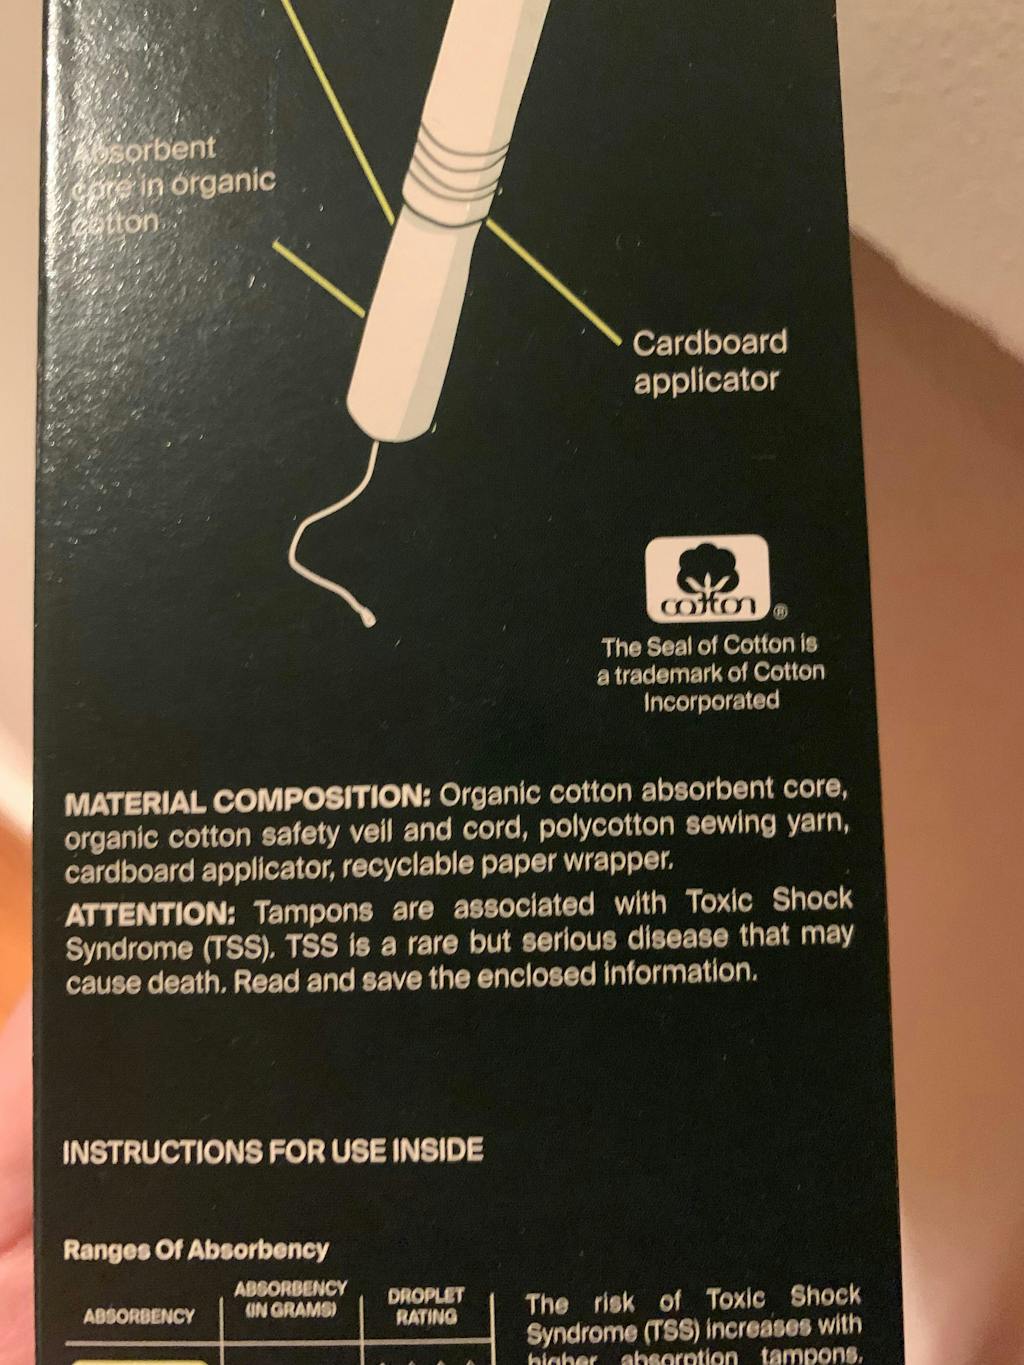 Absorbent
core in organic
cotton
Cardboard
applicator
cotton ®
The Seal of Cotton is
a trademark of Cotton
Incorporated
MATERIAL COMPOSITION: Organic cotton absorbent core,
organic cotton safety veil and cord, polycotton sewing yarn,
cardboard applicator, recyclable paper wrapper.
ATTENTION: Tampons are associated with Toxic Shock
Syndrome (TSS). TSS is a rare but serious disease that may
cause death. Read and save the enclosed information.
INSTRUCTIONS FOR USE INSIDE
Ranges Of Absorbency
ABSORBENCY
ABSORBENCY
(IN GRAMS)
DROPLET
RATING
The risk of Toxic Shock
Syndrome (TSS) increases with
higher absorption tampons.